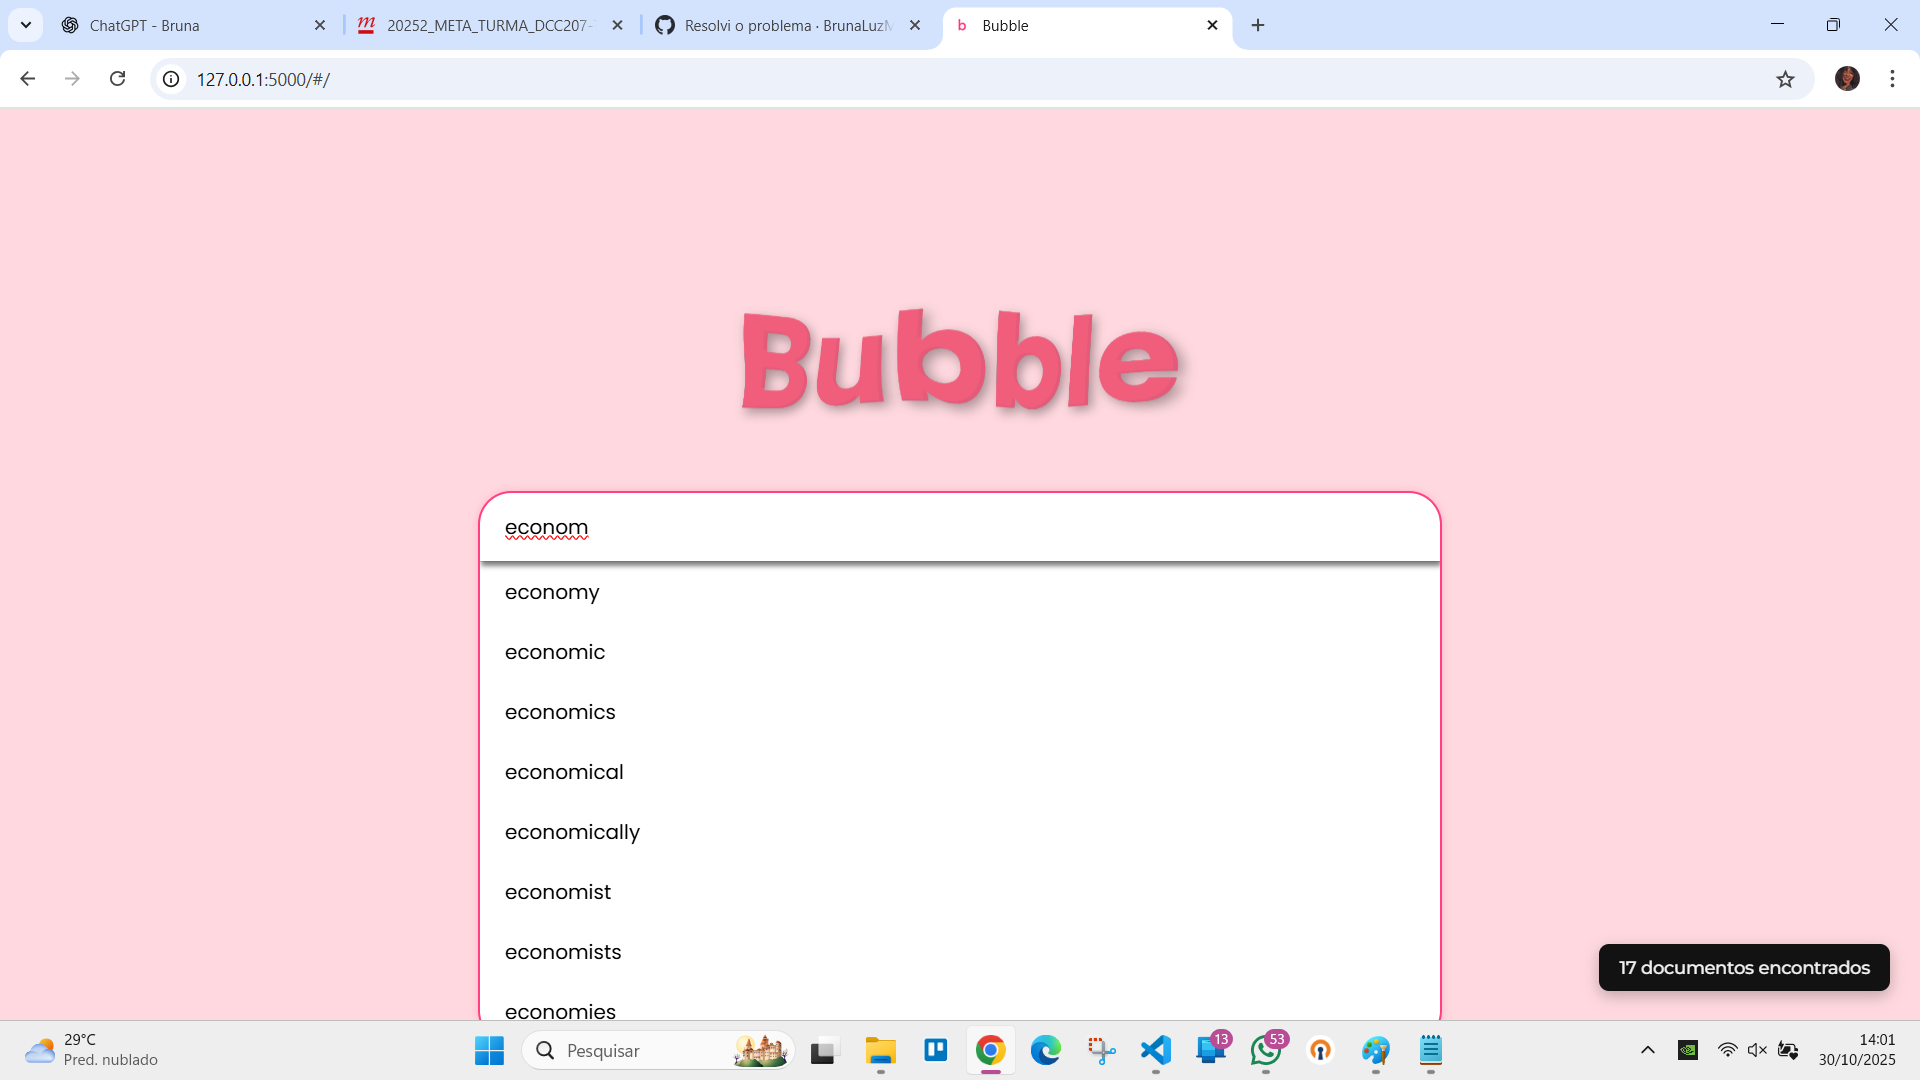 ChatGPT - Bruna
20252_META_TURMA_DCC207-
Resolvi o problema · BrunaLuzM
b Bubble
127.0.0.1:5000/#/
Bubble
econom
economy
economic
economics
economical
economically
economist
economists
economies
17 documentos encontrados
29°C
Pred. nublado
Pesquisar
13
53
14:01
30/10/2025